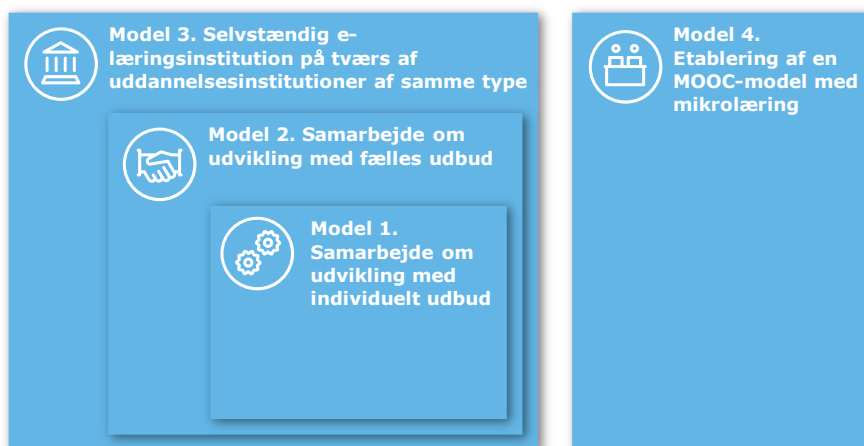 Model 3. Selvstændig e-
læringsinstitution på tværs af
uddannelsesinstitutioner af samme type
Model 2. Samarbejde om
udvikling med fælles udbud
Model 1.
Samarbejde om
udvikling med
individuelt udbud
Model 4.
Etablering af en
MOOC-model med
mikrolæring